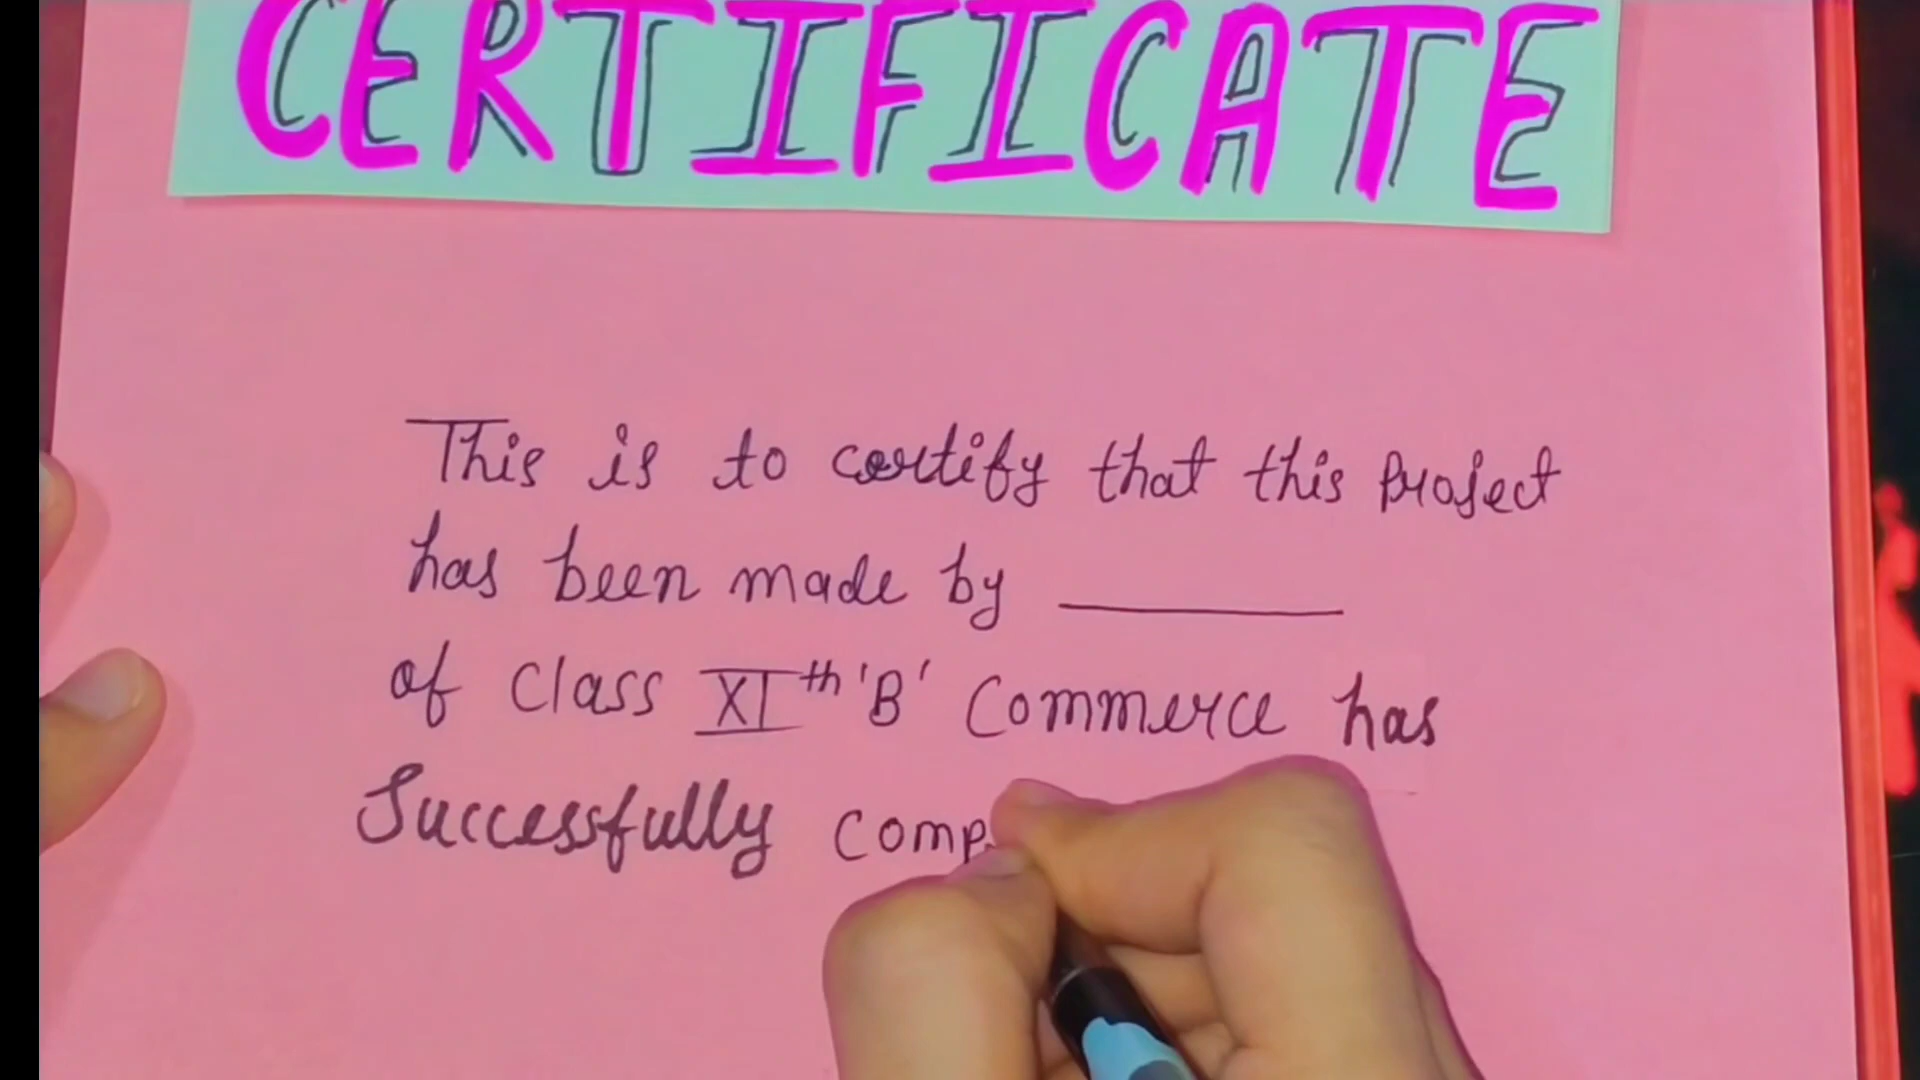 CERTIFICATE
This is to certify that this Project
has been made by ________
of Class XIth 'B' Commerce has
Successfully comp